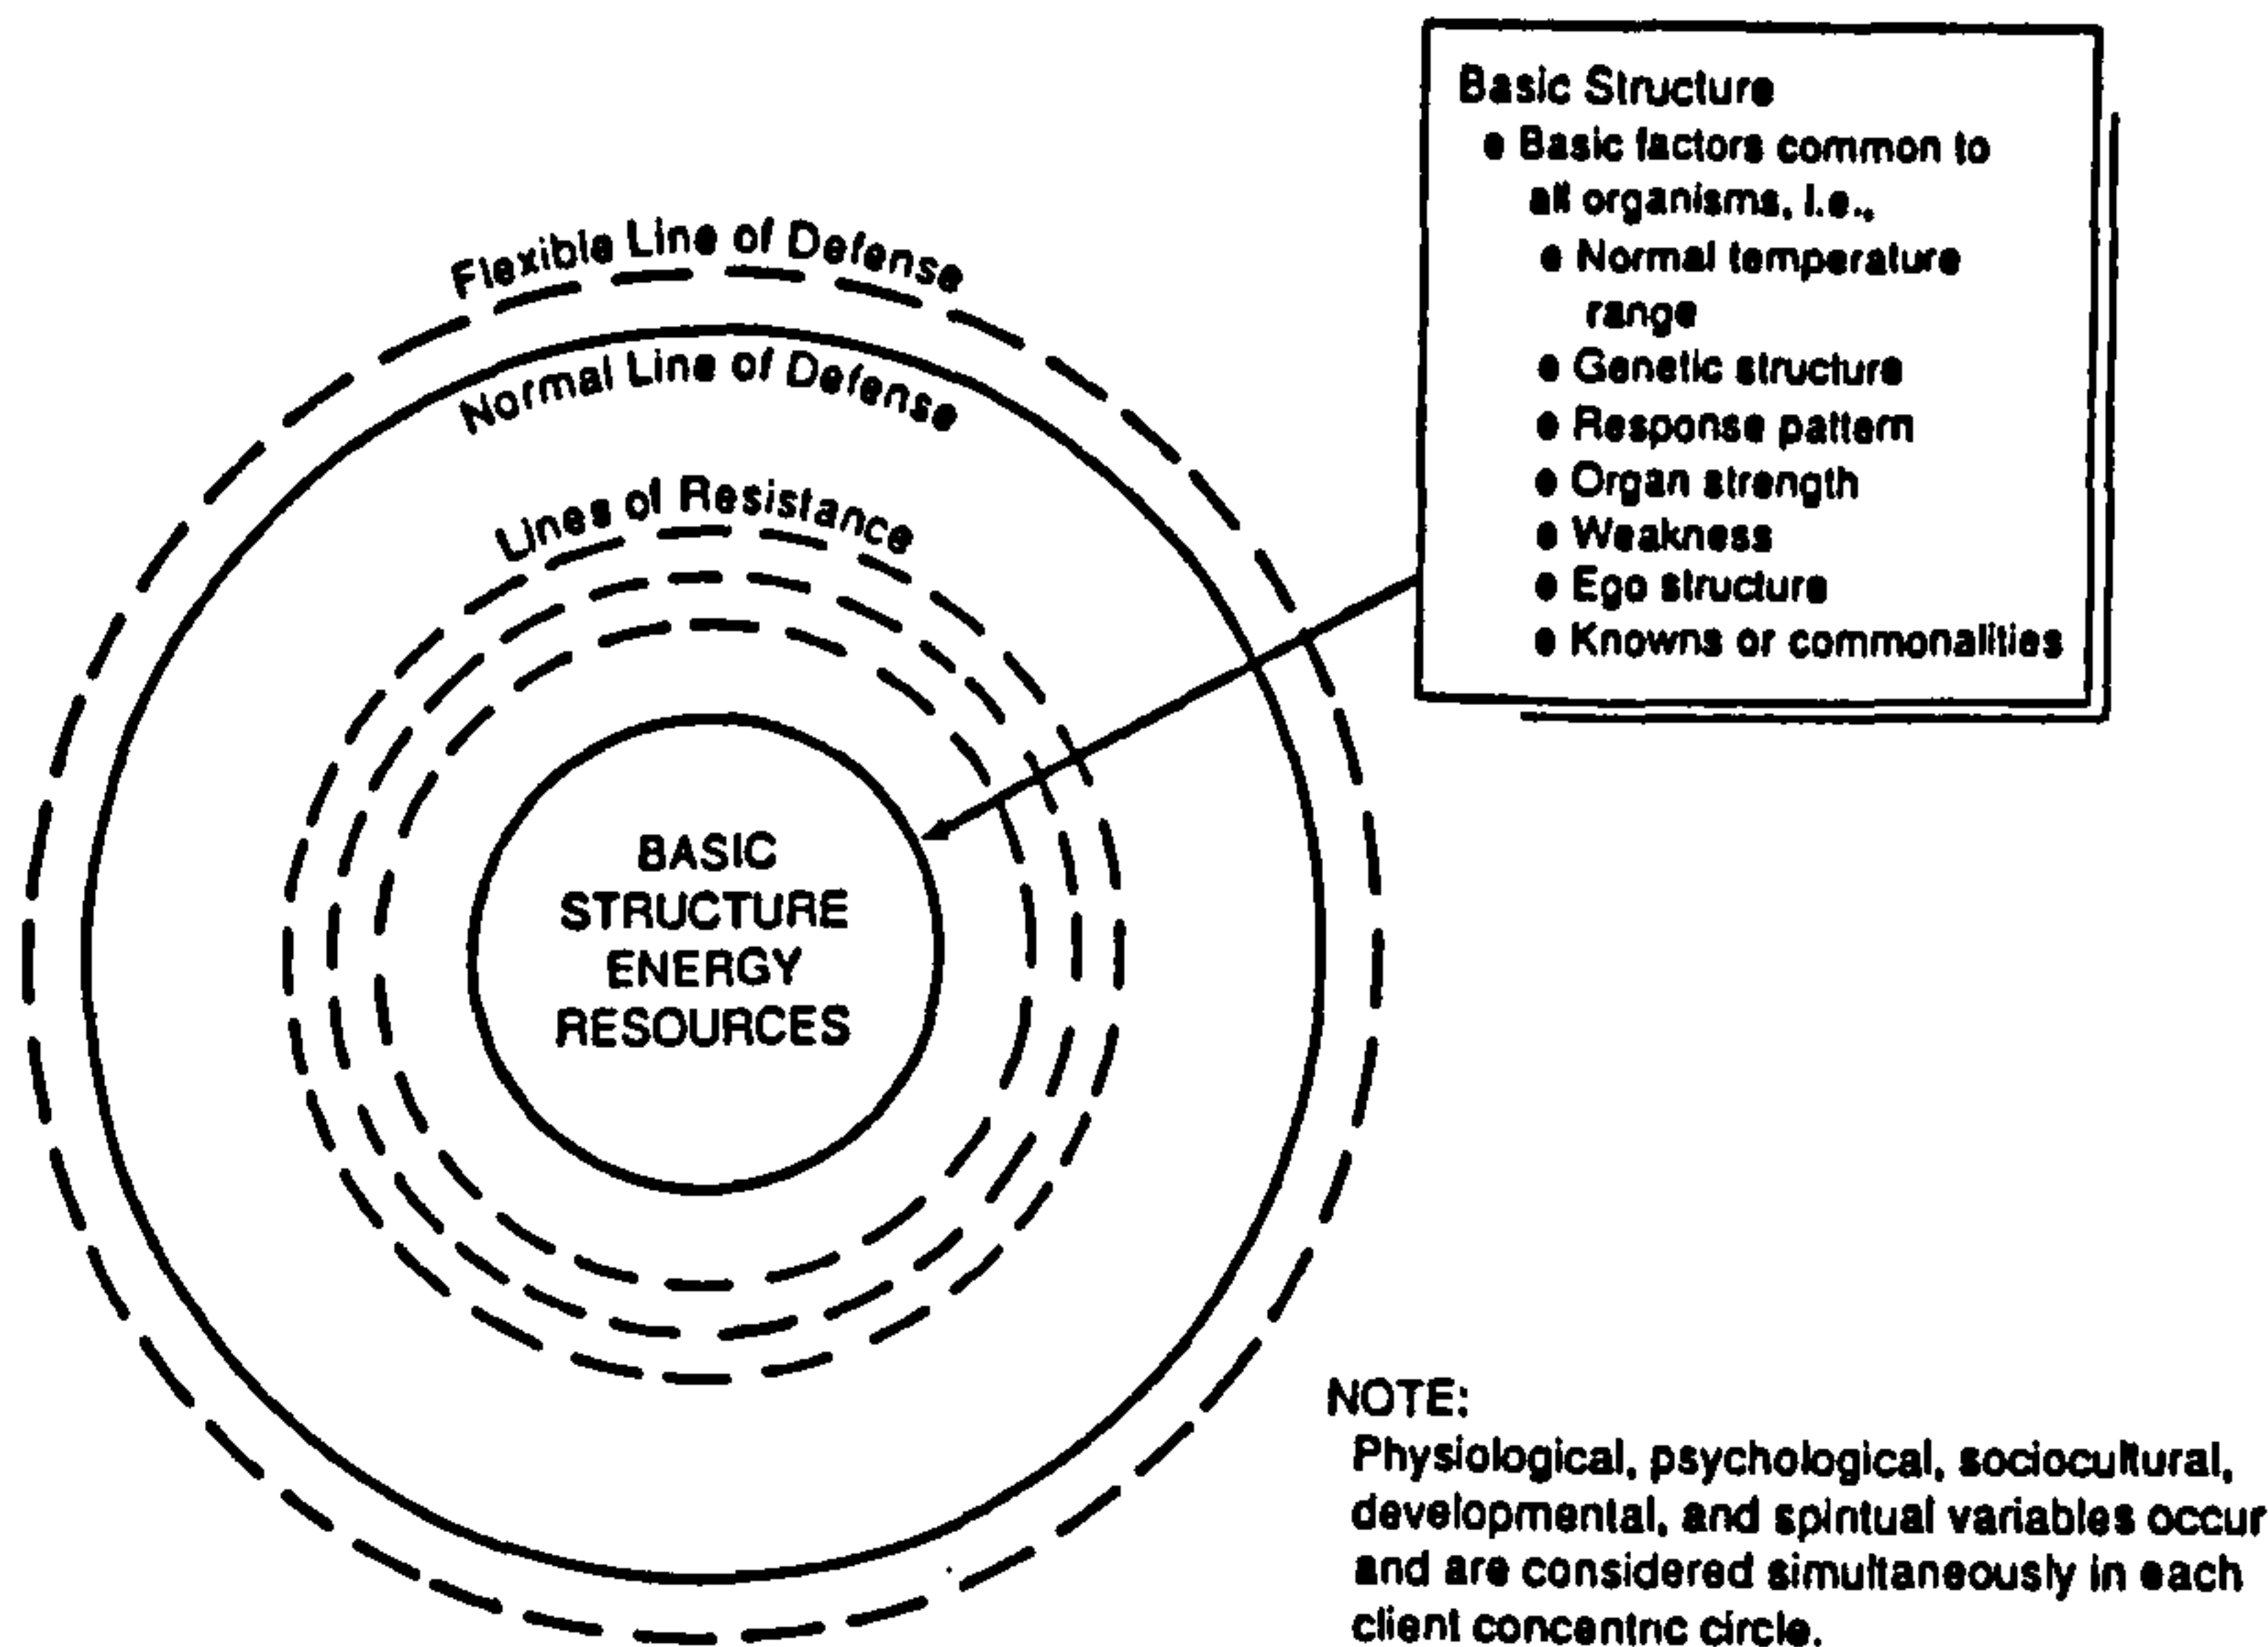 Flexible Line of Defense
Normal Line of Defense
Lines of Resistance
BASIC
STRUCTURE
ENERGY
RESOURCES
Basic Structure
● Basic factors common to
all organisms, i.e.,
● Normal temperature
range
● Genetic structure
● Response pattern
● Organ strength
● Weakness
● Ego structure
● Knowns or commonalities
NOTE:
Physiological, psychological, sociocultural,
developmental, and spiritual variables occur
and are considered simultaneously in each
client concentric circle.